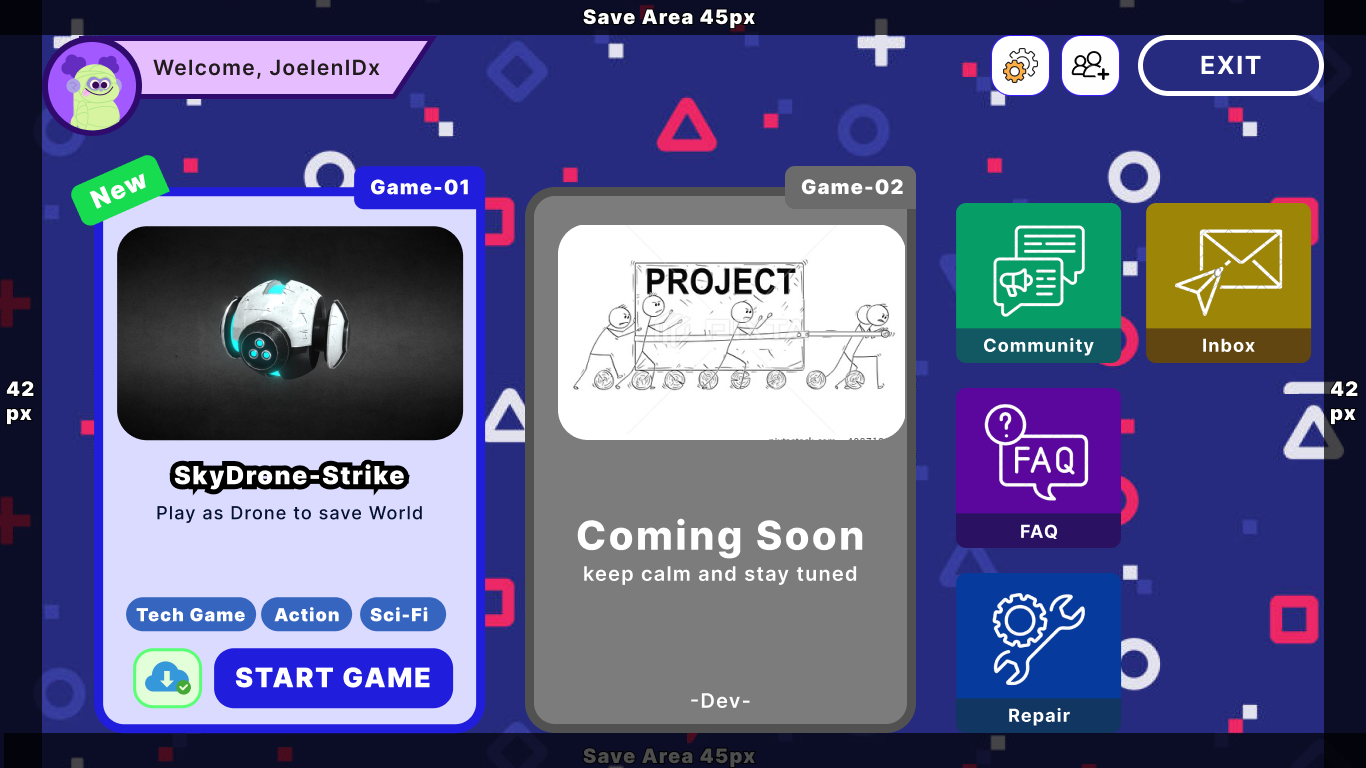 Save Area 45px
Welcome, JoelenIDx
EXIT
New
Game-01
Game-02
PROJECT
Community
Inbox
42
px
42
px
SkyDrone-Strike
Play as Drone to save World
FAQ
FAQ
Coming Soon
keep calm and stay tuned
Tech Game
Action
Sci-Fi
START GAME
-Dev-
Repair
Save Area 45px